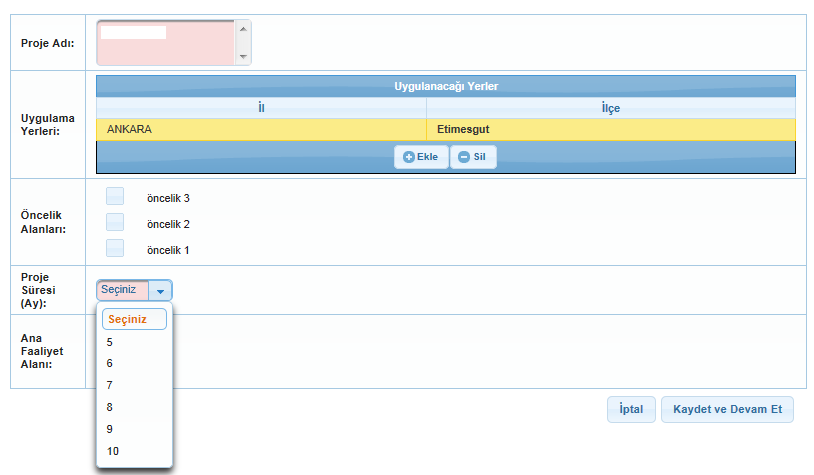 Proje Adı:
Uygulama
Yerleri:
Uygulanacağı Yerler
İl İlçe
ANKARA Etimesgut
Ekle Sil
Öncelik
Alanları:
öncelik 3
öncelik 2
öncelik 1
Proje
Süresi
(Ay):
Seçiniz
Seçiniz
5
6
7
8
9
10
Ana
Faaliyet
Alanı:
İptal Kaydet ve Devam Et